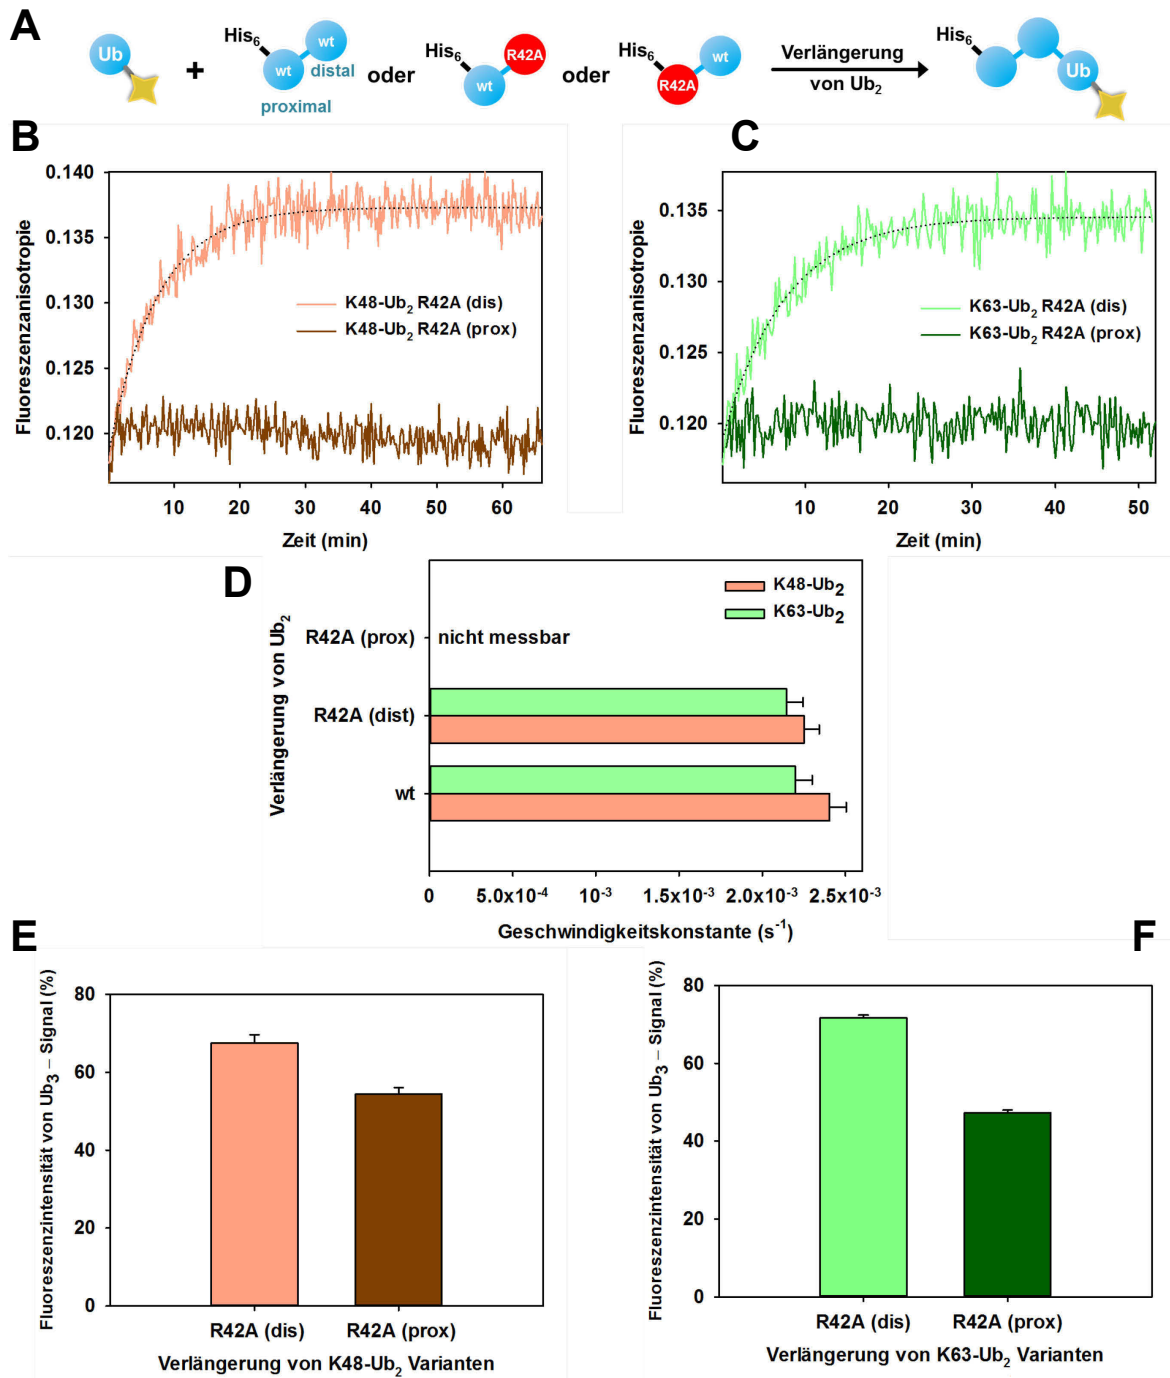 A
Ub
+
His6
wt
wt
distal
proximal
oder
His6
R42A
wt
oder
His6
wt
R42A
Verlängerung
von Ub2
His6
Ub
B
Fluoreszenzanisotropie
0.140
0.135
0.130
0.125
0.120
K48-Ub2 R42A (dis)
K48-Ub2 R42A (prox)
10 20 30 40 50 60
Zeit (min)
C
Fluoreszenzanisotropie
0.135
0.130
0.125
0.120
K63-Ub2 R42A (dis)
K63-Ub2 R42A (prox)
10 20 30 40 50
Zeit (min)
D
Verlängerung von Ub2
K48-Ub2
K63-Ub2
R42A (prox)
nicht messbar
R42A (dist)
wt
0 5.0x10-4 10-3 1.5x10-3 2.0x10-3 2.5x10-3
Geschwindigkeitskonstante (s-1)
E
Fluoreszenzintensität von Ub3 – Signal (%)
80
60
40
20
0
R42A (dis) R42A (prox)
Verlängerung von K48-Ub2 Varianten
F
Fluoreszenzintensität von Ub3 – Signal (%)
80
60
40
20
0
R42A (dis) R42A (prox)
Verlängerung von K63-Ub2 Varianten